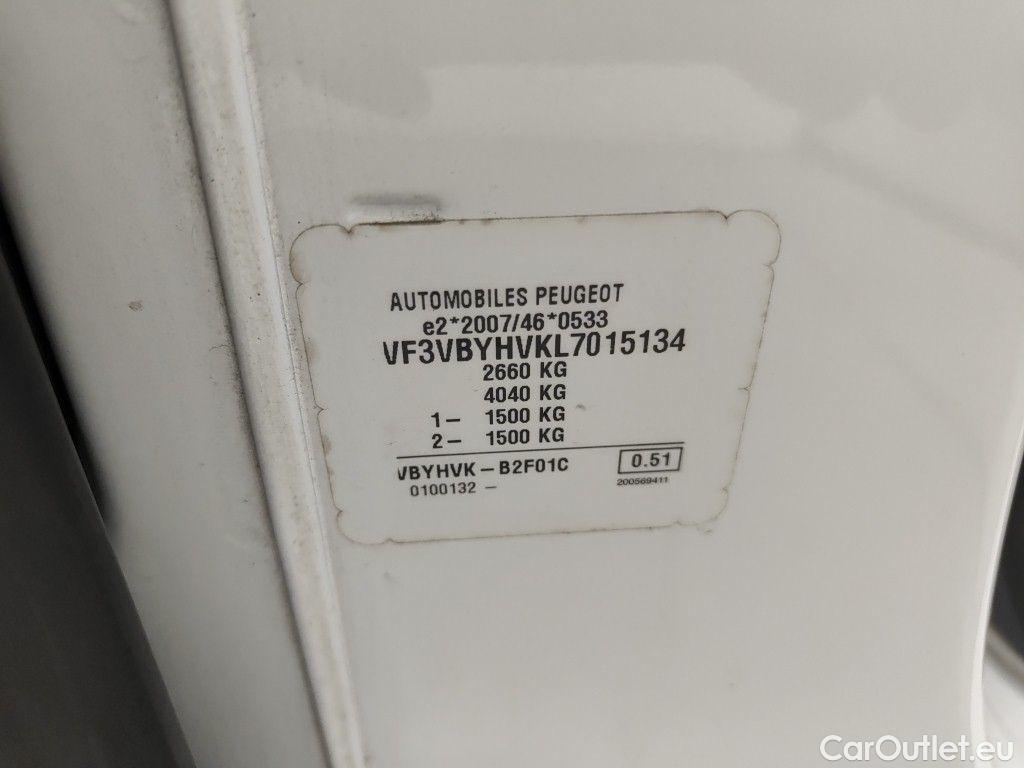 AUTOMOBILES PEUGEOT
e2*2007/46*0533
VF3VBYHVKL7015134
2660 KG
4040 KG
1- 1500 KG
2- 1500 KG
VBYHVK - B2F01C 0.51
0100132 - 200569411
CarOutlet.eu